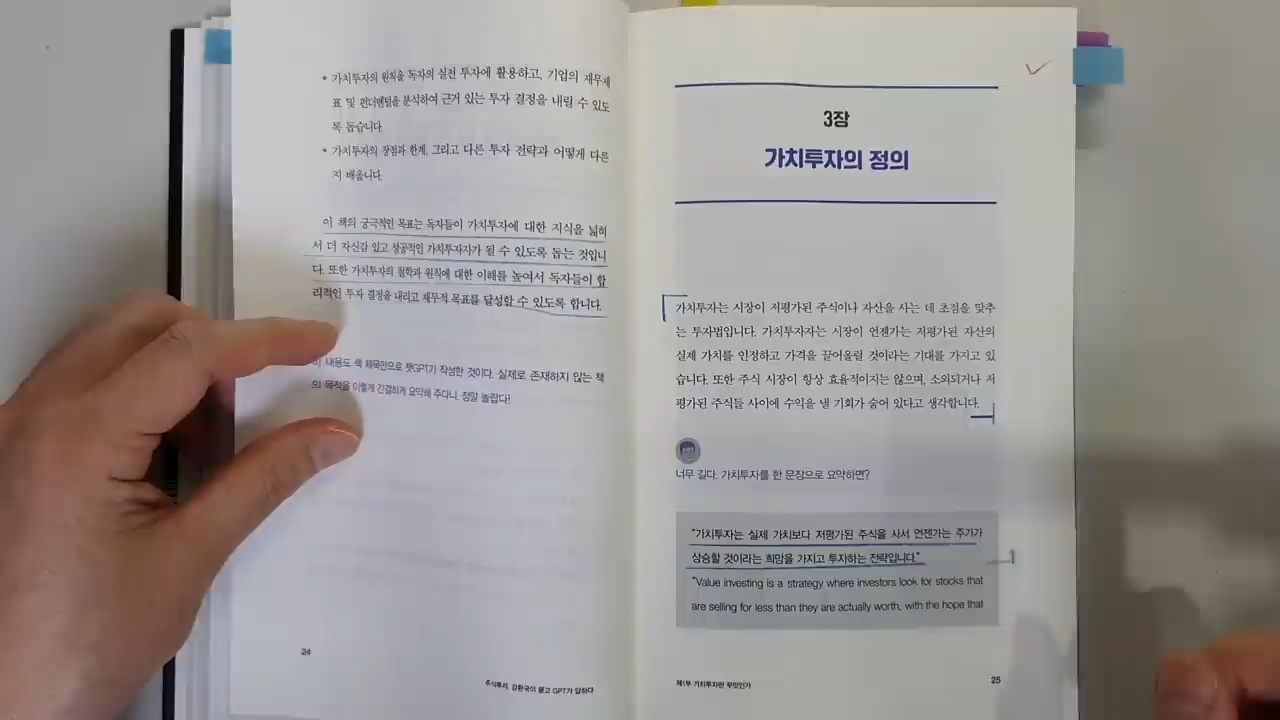 • 가치투자의 원칙을 독자의 실전 투자에 활용하고, 기업의 재무제
표 및 펀더멘털을 분석하여 근거 있는 투자 결정을 내릴 수 있도
록 돕습니다.
• 가치투자의 장점과 한계, 그리고 다른 투자 전략과 어떻게 다른
지 배웁니다.
이 책의 궁극적인 목표는 독자들이 가치투자에 대한 지식을 넓혀
서 더 자신감 있고 성공적인 가치투자자가 될 수 있도록 돕는 것입니
다. 또한 가치투자의 철학과 원칙에 대한 이해를 높여서 독자들이 합
리적인 투자 결정을 내리고 재무적 목표를 달성할 수 있도록 합니다.
이 내용도 책 제목만으로 챗GPT가 작성한 것이다. 실제로 존재하지 않는 책
의 목적을 이렇게 간결하게 요약해 주다니, 정말 놀랍다!
24
주식투자, 강환국이 묻고 GPT가 답하다
3장
가치투자의 정의
가치투자는 시장이 저평가된 주식이나 자산을 사는 데 초점을 맞추
는 투자법입니다. 가치투자자는 시장이 언젠가는 저평가된 자산의
실제 가치를 인정하고 가격을 끌어올릴 것이라는 기대를 가지고 있
습니다. 또한 주식 시장이 항상 효율적이지는 않으며, 소외되거나 저
평가된 주식들 사이에 수익을 낼 기회가 숨어 있다고 생각합니다.
너무 길다. 가치투자를 한 문장으로 요약하면?
"가치투자는 실제 가치보다 저평가된 주식을 사서 언젠가는 주가가
상승할 것이라는 희망을 가지고 투자하는 전략입니다."
"Value investing is a strategy where investors look for stocks that
are selling for less than they are actually worth, with the hope that
제1부 가치투자란 무엇인가
25